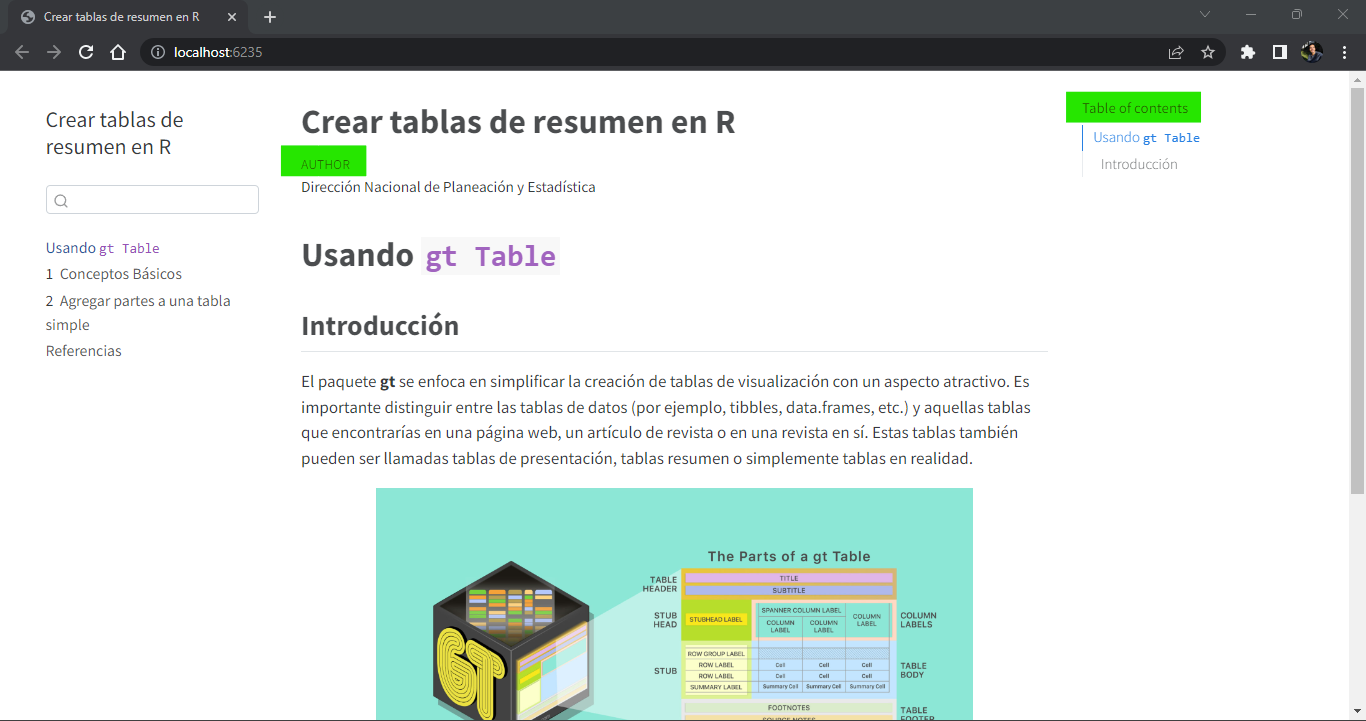 Crear tablas de resumen en R
localhost:6235
Crear tablas de
resumen en R
Usando gt Table
1 Conceptos Básicos
2 Agregar partes a una tabla
simple
Referencias
Crear tablas de resumen en R
AUTHOR
Dirección Nacional de Planeación y Estadística
Usando gt Table
Introducción
El paquete gt se enfoca en simplificar la creación de tablas de visualización con un aspecto atractivo. Es
importante distinguir entre las tablas de datos (por ejemplo, tibbles, data.frames, etc.) y aquellas tablas
que encontrarías en una página web, un artículo de revista o en una revista en sí. Estas tablas también
pueden ser llamadas tablas de presentación, tablas resumen o simplemente tablas en realidad.
GT
The Parts of a gt Table
TABLE
HEADER
TITLE
SUBTITLE
STUB
HEAD
STUBHEAD LABEL
SPANNER COLUMN LABEL
COLUMN
LABEL
COLUMN
LABEL
COLUMN
LABEL
COLUMN
LABELS
STUB
ROW GROUP LABEL
ROW LABEL Cell Cell Cell
ROW LABEL Cell Cell Cell
SUMMARY LABEL Summary Cell Summary Cell Summary Cell
TABLE
BODY
FOOTNOTES
SOURCE NOTES
TABLE
FOOTER
Table of contents
Usando gt Table
Introducción